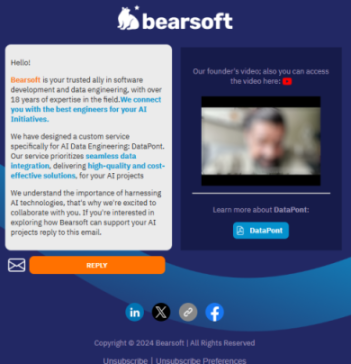 bearsoft
Hello!
Bearsoft is your trusted ally in software
development and data engineering, with over
18 years of expertise in the field.We connect
you with the best engineers for your AI
Initiatives.
We have designed a custom service
specifically for AI Data Engineering: DataPont.
Our service prioritizes seamless data
integration, delivering high-quality and cost-
effective solutions, for your AI projects
We understand the importance of harnessing
AI technologies, that's why we're excited to
collaborate with you. If you're interested in
exploring how Bearsoft can support your AI
projects reply to this email.
REPLY
Our founder's video; also you can access
the video here:
Learn more about DataPont:
DataPont
in
X
f
Copyright © 2024 Bearsoft | All Rights Reserved
Unsubscribe | Unsubscribe Preferences